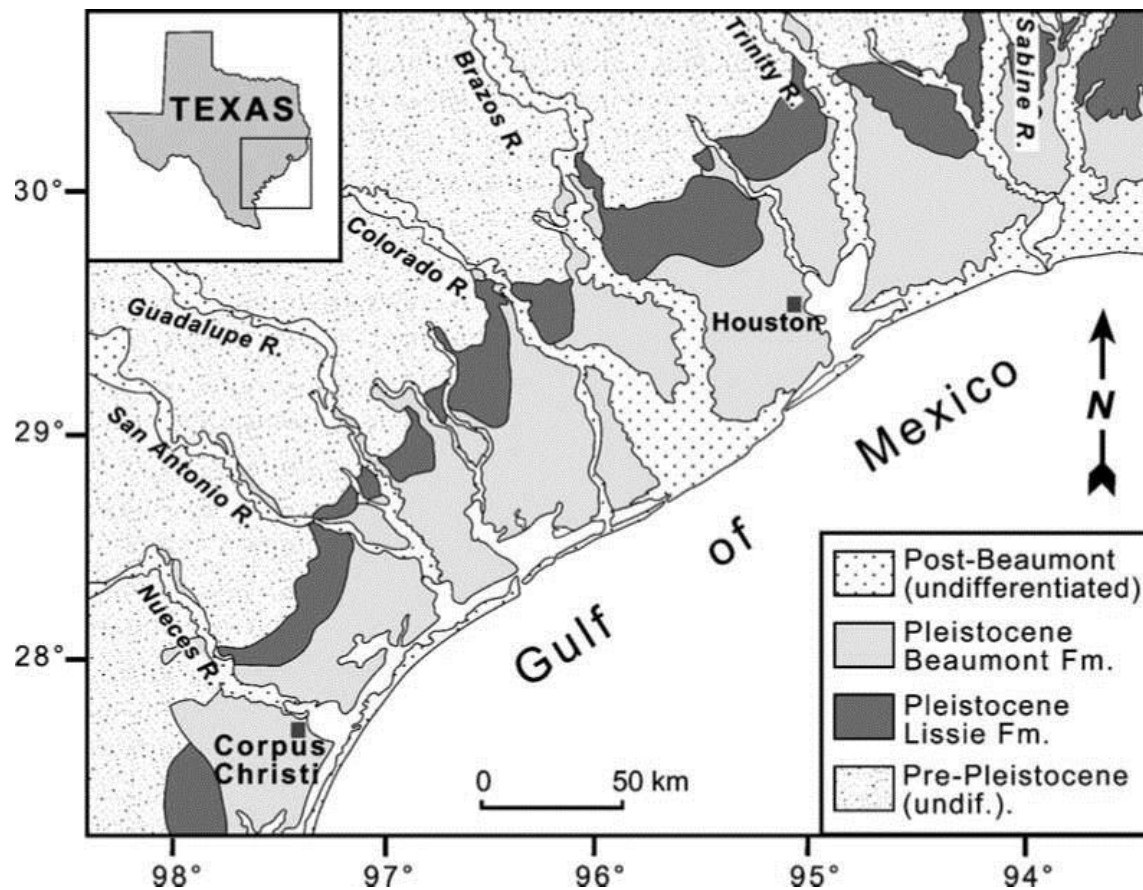 TEXAS
Brazos R.
Trinity R.
Sabine R.
30°
Colorado R.
Guadalupe R.
Houston
29°
San Antonio R.
Nueces R.
28°
Gulf of Mexico
N
Corpus
Christi
0 50 km
Post-Beaumont
(undifferentiated)
Pleistocene
Beaumont Fm.
Pleistocene
Lissie Fm.
Pre-Pleistocene
(undif.).
98° 97° 96° 95° 94°